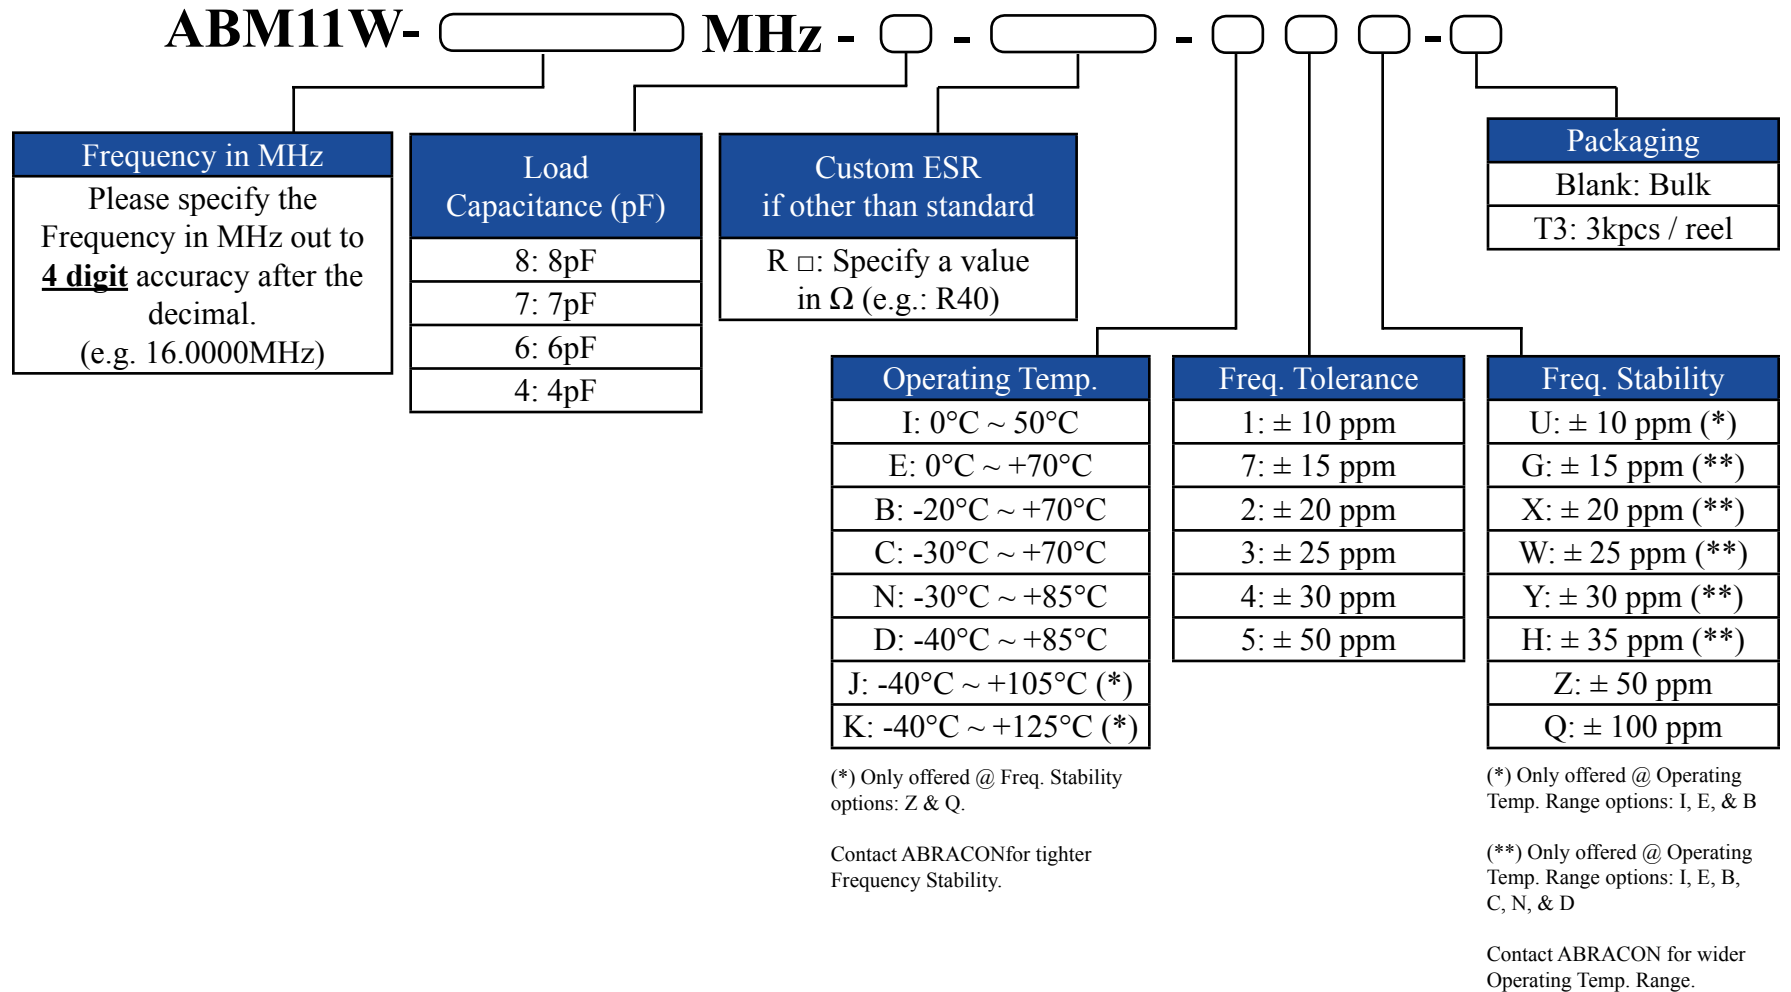 ABM11W- MHz - - -  -
Frequency in MHz
Please specify the
Frequency in MHz out to
4 digit accuracy after the
decimal.
(e.g. 16.0000MHz)
Load
Capacitance (pF)
8: 8pF
7: 7pF
6: 6pF
4: 4pF
Custom ESR
if other than standard
R □: Specify a value
in Ω (e.g.: R40)
Packaging
Blank: Bulk
T3: 3kpcs / reel
Operating Temp.
I: 0°C ~ 50°C
E: 0°C ~ +70°C
B: -20°C ~ +70°C
C: -30°C ~ +70°C
N: -30°C ~ +85°C
D: -40°C ~ +85°C
J: -40°C ~ +105°C (*)
K: -40°C ~ +125°C (*)
(*) Only offered @ Freq. Stability
options: Z & Q.
Contact ABRACONfor tighter
Frequency Stability.
Freq. Tolerance
1: ± 10 ppm
7: ± 15 ppm
2: ± 20 ppm
3: ± 25 ppm
4: ± 30 ppm
5: ± 50 ppm
Freq. Stability
U: ± 10 ppm (*)
G: ± 15 ppm (**)
X: ± 20 ppm (**)
W: ± 25 ppm (**)
Y: ± 30 ppm (**)
H: ± 35 ppm (**)
Z: ± 50 ppm
Q: ± 100 ppm
(*) Only offered @ Operating
Temp. Range options: I, E, & B
(**) Only offered @ Operating
Temp. Range options: I, E, B,
C, N, & D
Contact ABRACON for wider
Operating Temp. Range.